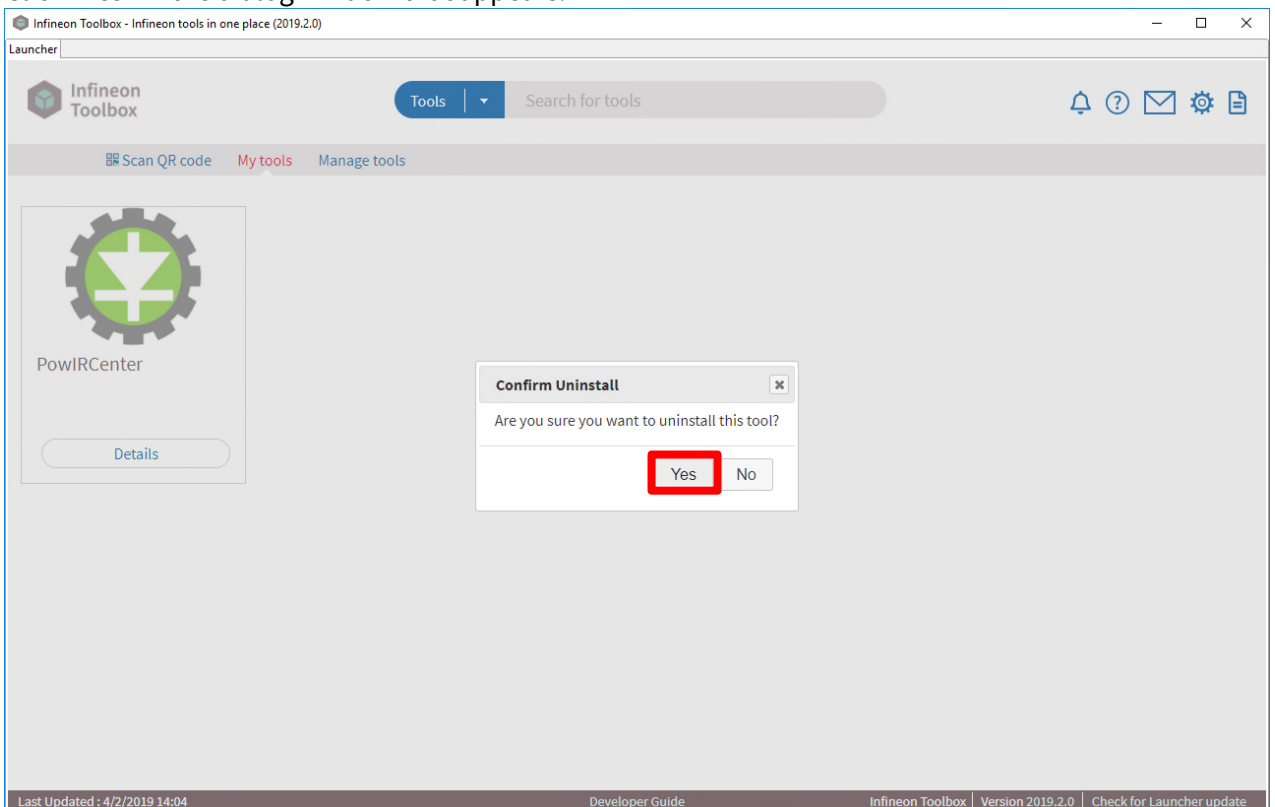 Infineon Toolbox - Infineon tools in one place (2019.2.0)
Launcher
Infineon
Toolbox
Tools
Search for tools
Scan QR code My tools Manage tools
PowIRCenter
Details
Confirm Uninstall
Are you sure you want to uninstall this tool?
Yes No
Last Updated : 4/2/2019 14:04 Developer Guide Infineon Toolbox Version 2019.2.0 Check for Launcher update